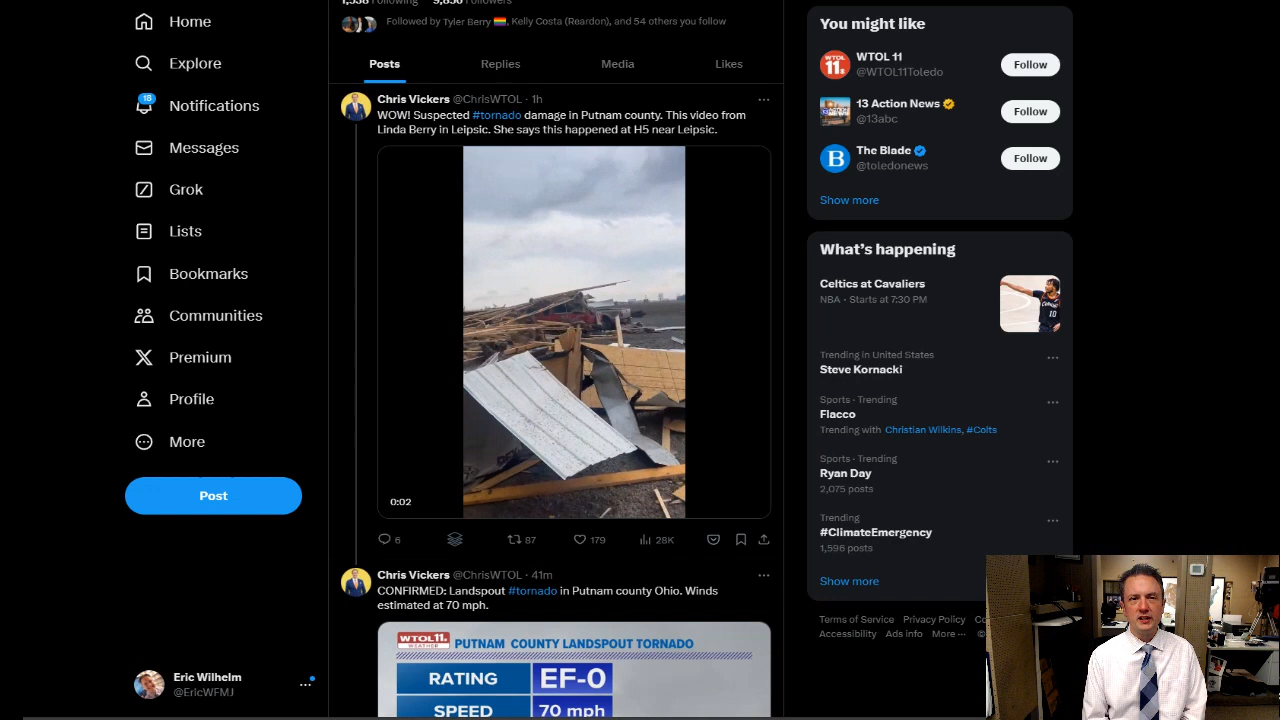 Home
Explore
18
Notifications
Messages
Grok
Lists
Bookmarks
Communities
Premium
Profile
More
Post
Eric Wilhelm
@EricWFMJ
1,538 Following 9,850 Followers
Followed by Tyler Berry 🏳️‍🌈, Kelly Costa (Reardon), and 54 others you follow
Posts Replies Media Likes
Chris Vickers @ChrisWTOL · 1h
WOW! Suspected #tornado damage in Putnam county. This video from
Linda Berry in Leipsic. She says this happened at H5 near Leipsic.
0:02
6 87 179 28K
Chris Vickers @ChrisWTOL · 41m
CONFIRMED: Landspout #tornado in Putnam county Ohio. Winds
estimated at 70 mph.
WTOL11 PUTNAM COUNTY LANDSPOUT TORNADO
WEATHER
RATING EF-0
SPEED 70 mph
You might like
WTOL 11
@WTOL11Toledo
Follow
13 Action News
@13abc
Follow
The Blade
@toledonews
Follow
Show more
What's happening
Celtics at Cavaliers
NBA · Starts at 7:30 PM
Trending in United States
Steve Kornacki
Sports · Trending
Flacco
Trending with Christian Wilkins, #Colts
Sports · Trending
Ryan Day
2,075 posts
Trending
#ClimateEmergency
1,596 posts
Show more
Terms of Service Privacy Policy
Accessibility Ads info More ··· ©